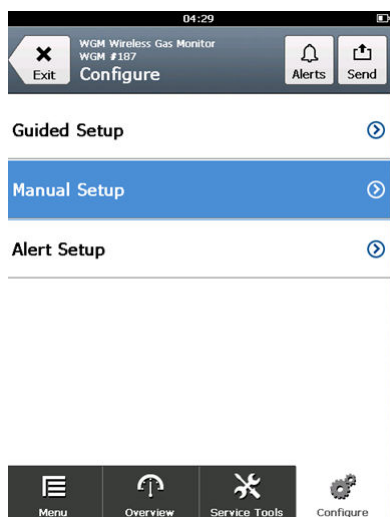 04:29
WGM Wireless Gas Monitor
WGM #187
Configure
Exit
Alerts
Send
Guided Setup
Manual Setup
Alert Setup
Menu
Overview
Service Tools
Configure